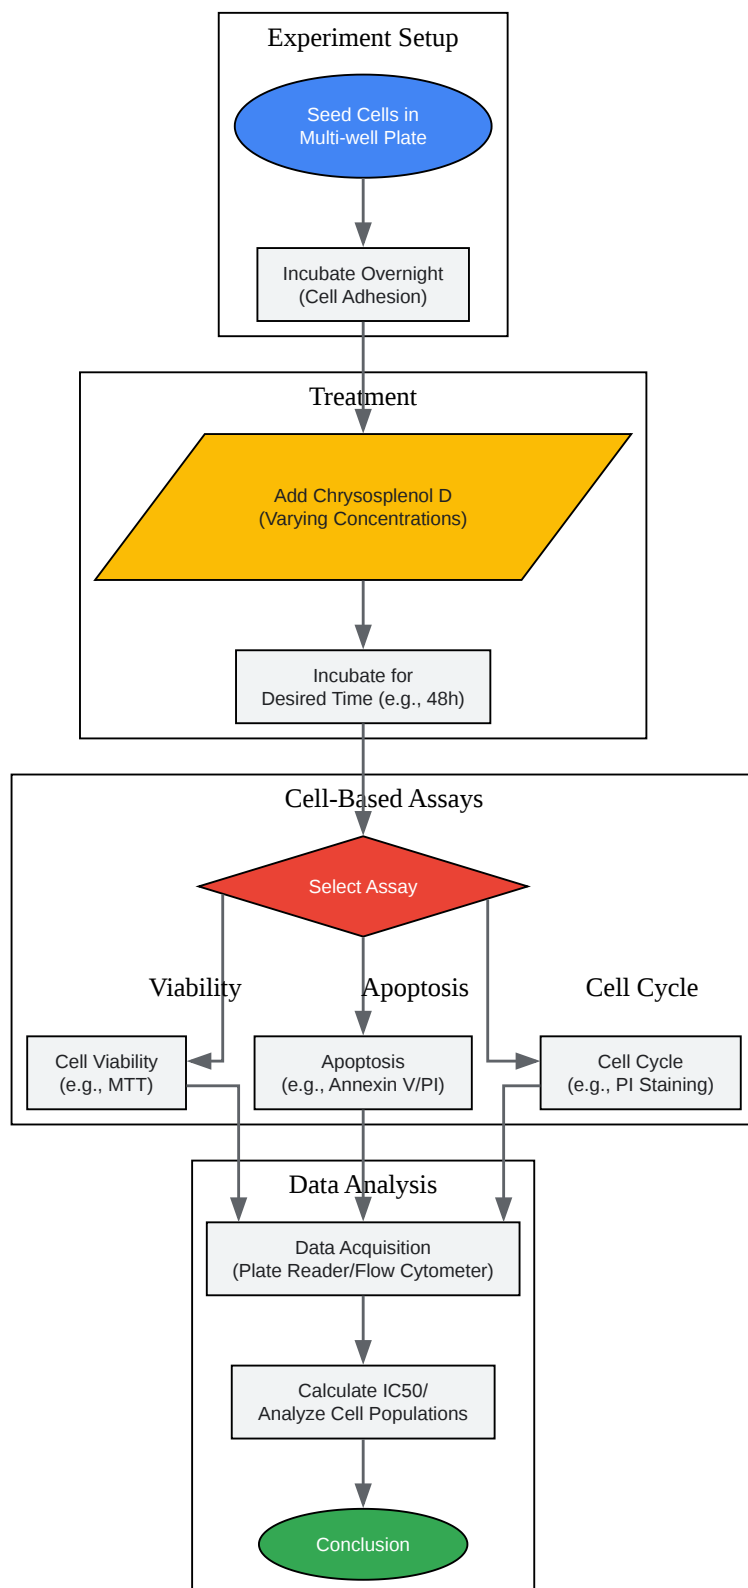 Experiment Setup
Seed Cells in
Multi-well Plate
Incubate Overnight
(Cell Adhesion)
Treatment
Add Chrysosplenol D
(Varying Concentrations)
Incubate for
Desired Time (e.g., 48h)
Cell-Based Assays
Select Assay
Viability
Apoptosis
Cell Cycle
Cell Viability
(e.g., MTT)
Apoptosis
(e.g., Annexin V/PI)
Cell Cycle
(e.g., PI Staining)
Data Analysis
Data Acquisition
(Plate Reader/Flow Cytometer)
Calculate IC50/
Analyze Cell Populations
Conclusion